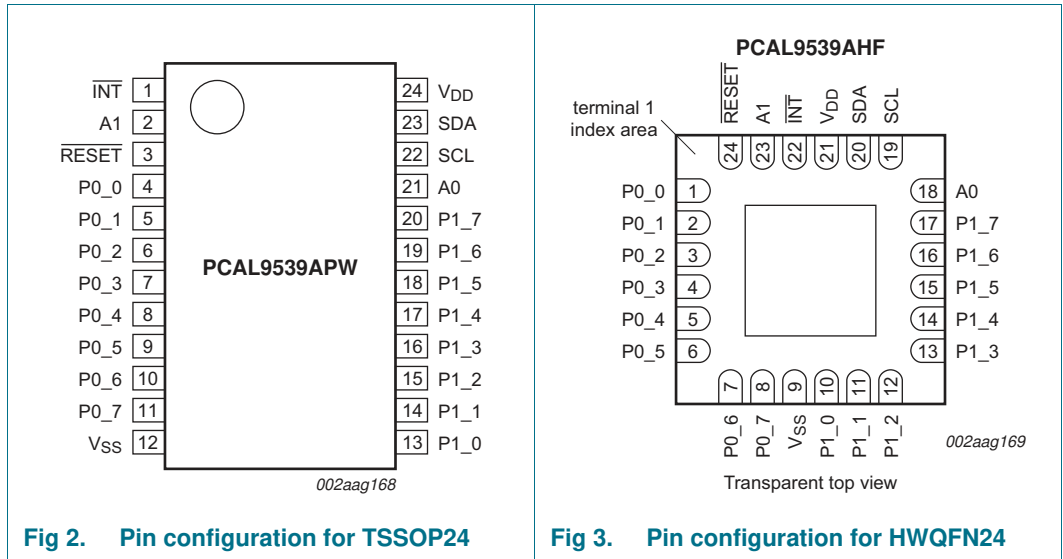 INT 1
A1 2
RESET 3
P0_0 4
P0_1 5
P0_2 6
P0_3 7
P0_4 8
P0_5 9
P0_6 10
P0_7 11
VSS 12
PCAL9539APW
24 VDD
23 SDA
22 SCL
21 A0
20 P1_7
19 P1_6
18 P1_5
17 P1_4
16 P1_3
15 P1_2
14 P1_1
13 P1_0
002aag168
Fig 2. Pin configuration for TSSOP24
PCAL9539AHF
terminal 1
index area
RESET
A1
INT
VDD
SDA
SCL
24 23 22 21 20 19
P0_0 1
P0_1 2
P0_2 3
P0_3 4
P0_4 5
P0_5 6
18 A0
17 P1_7
16 P1_6
15 P1_5
14 P1_4
13 P1_3
7 8 9 10 11 12
P0_6
P0_7
VSS
P1_0
P1_1
P1_2
002aag169
Transparent top view
Fig 3. Pin configuration for HWQFN24